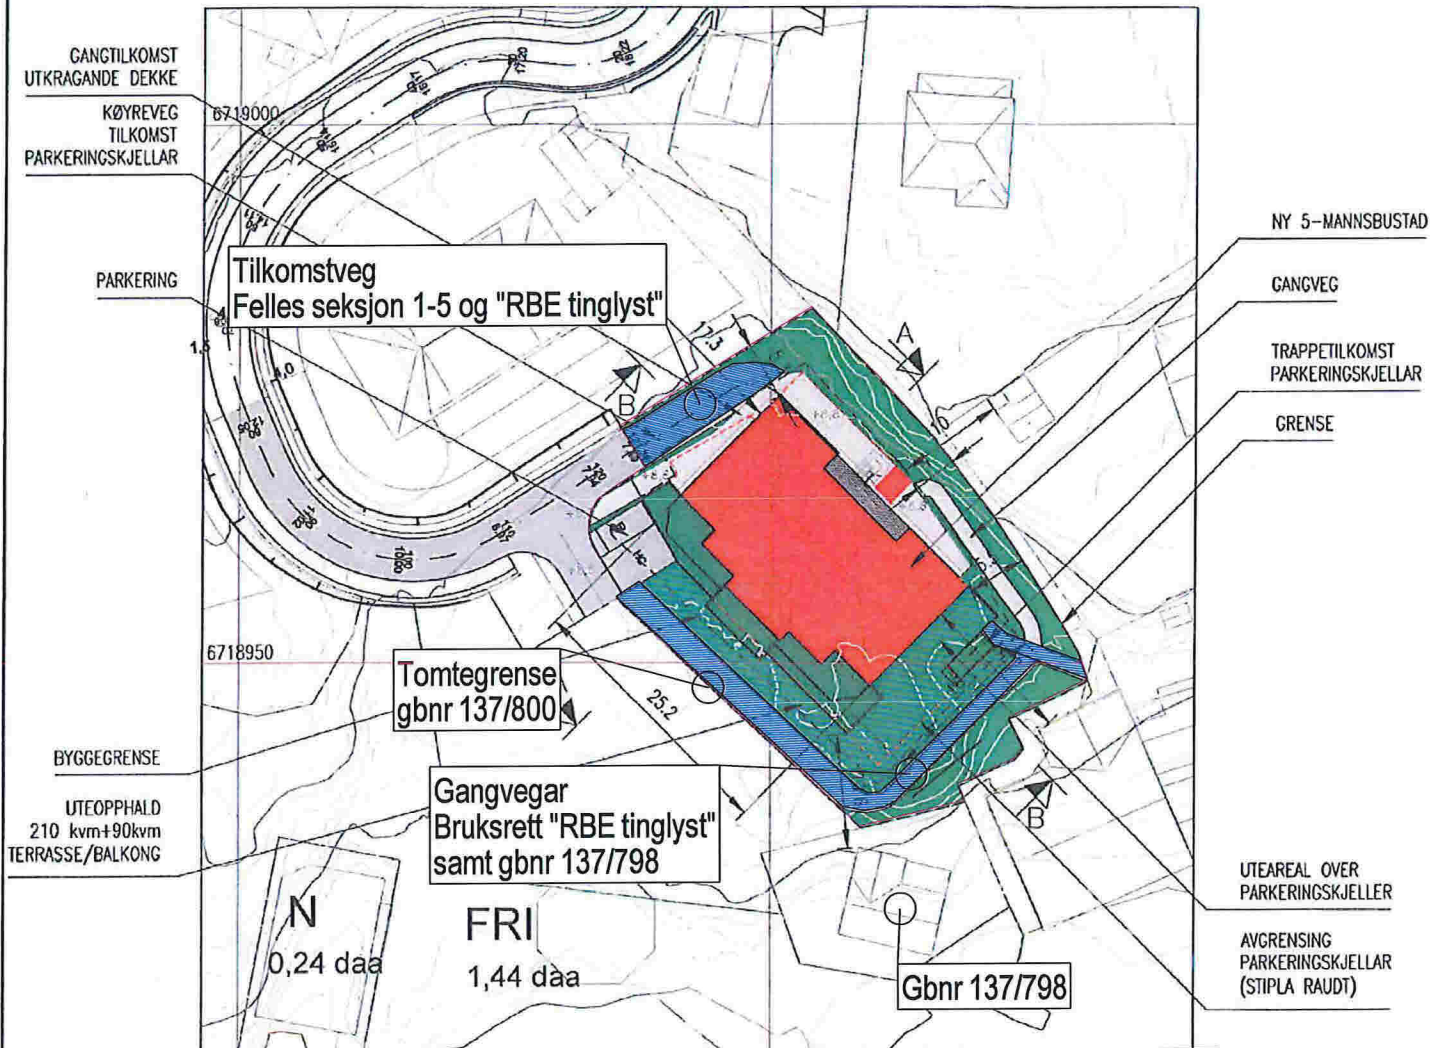 GANGTILKOMST
UTKRAGANDE DEKKE
KØYREVEG
TILKOMST
PARKERINGSKJELLAR
PARKERING
6719000
Tilkomstveg
Felles seksjon 1-5 og "RBE tinglyst"
17.3
A
B
10
NY 5-MANNSBUSTAD
GANGVEG
TRAPPETILKOMST
PARKERINGSKJELLAR
GRENSE
HC
6718950
Tomtegrense
gbnr 137/800
25.2
BYGGEGRENSE
UTEOPPHALD
210 kvm+90kvm
TERRASSE/BALKONG
Gangvegar
Bruksrett "RBE tinglyst"
samt gbnr 137/798
B
N
0,24 daa
FRI
1,44 daa
Gbnr 137/798
UTEAREAL OVER
PARKERINGSKJELLER
AVGRENSING
PARKERINGSKJELLAR
(STIPLA RAUDT)